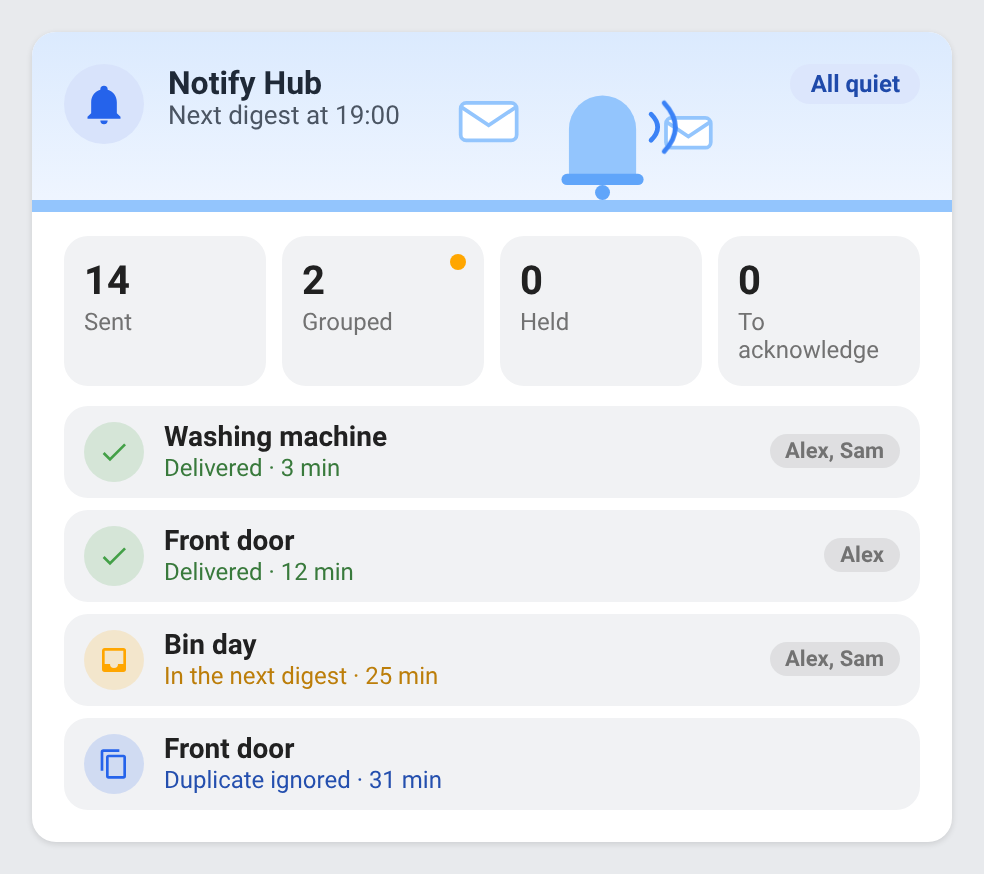 Notify Hub
Next digest at 19:00
All quiet
14
Sent
2
Grouped
0
Held
0
To
acknowledge
Washing machine
Delivered · 3 min
Alex, Sam
Front door
Delivered · 12 min
Alex
Bin day
In the next digest · 25 min
Alex, Sam
Front door
Duplicate ignored · 31 min